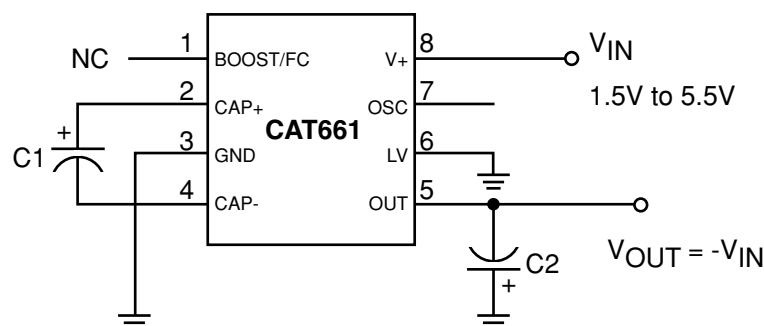 NC
1
BOOST/FC
V+
8
VIN
2
CAP+
OSC
7
1.5V to 5.5V
CAT661
+
C1
3
GND
LV
6
4
CAP-
OUT
5
VOUT = -VIN
C2
+